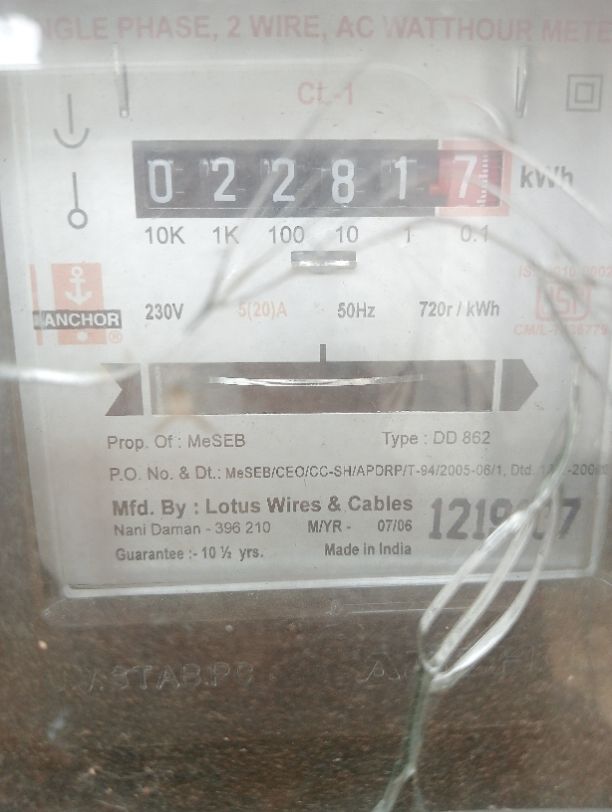 PHASE, 2 WIRE, AC WATTHOUR
CL-1
0 2 2 8 1 7 kWh
10K 1K 100 10 1 0.1
ANCHOR
230V 5(20)A 50Hz 720r / kWh
Prop. Of : MeSEB Type : DD 862
P.O. No. & Dt.: MeSEB/CEO/CC-SH/APDRP/T-94/2005-06/1, Dtd.
Mfd. By : Lotus Wires & Cables
Nani Daman - 396 210 M/YR - 07/06
Guarantee :- 10 ½ yrs. Made in India